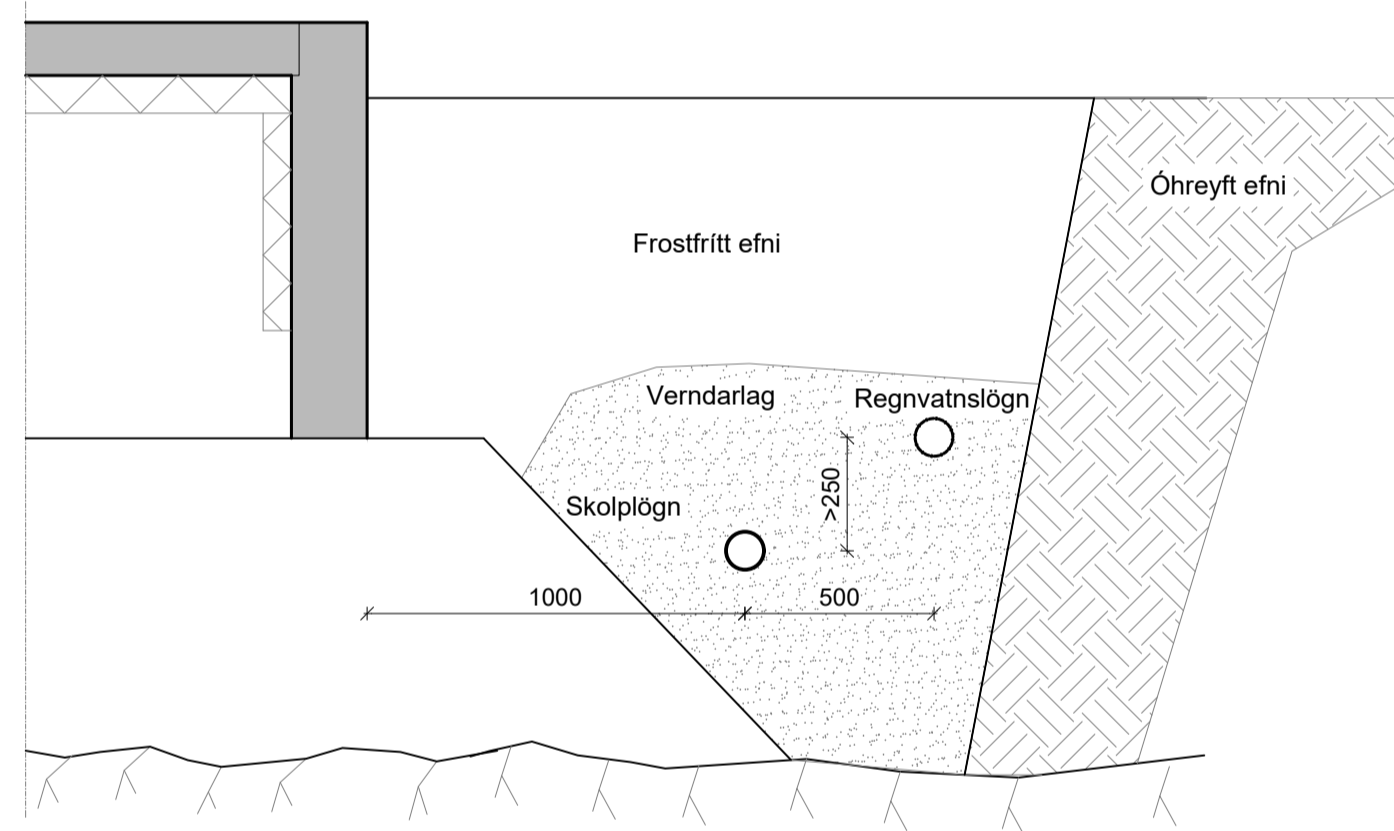 Óhreyft efni
Frostfrítt efni
Verndarlag
Regnvatnslögn
>250
Skolplögn
1000
500